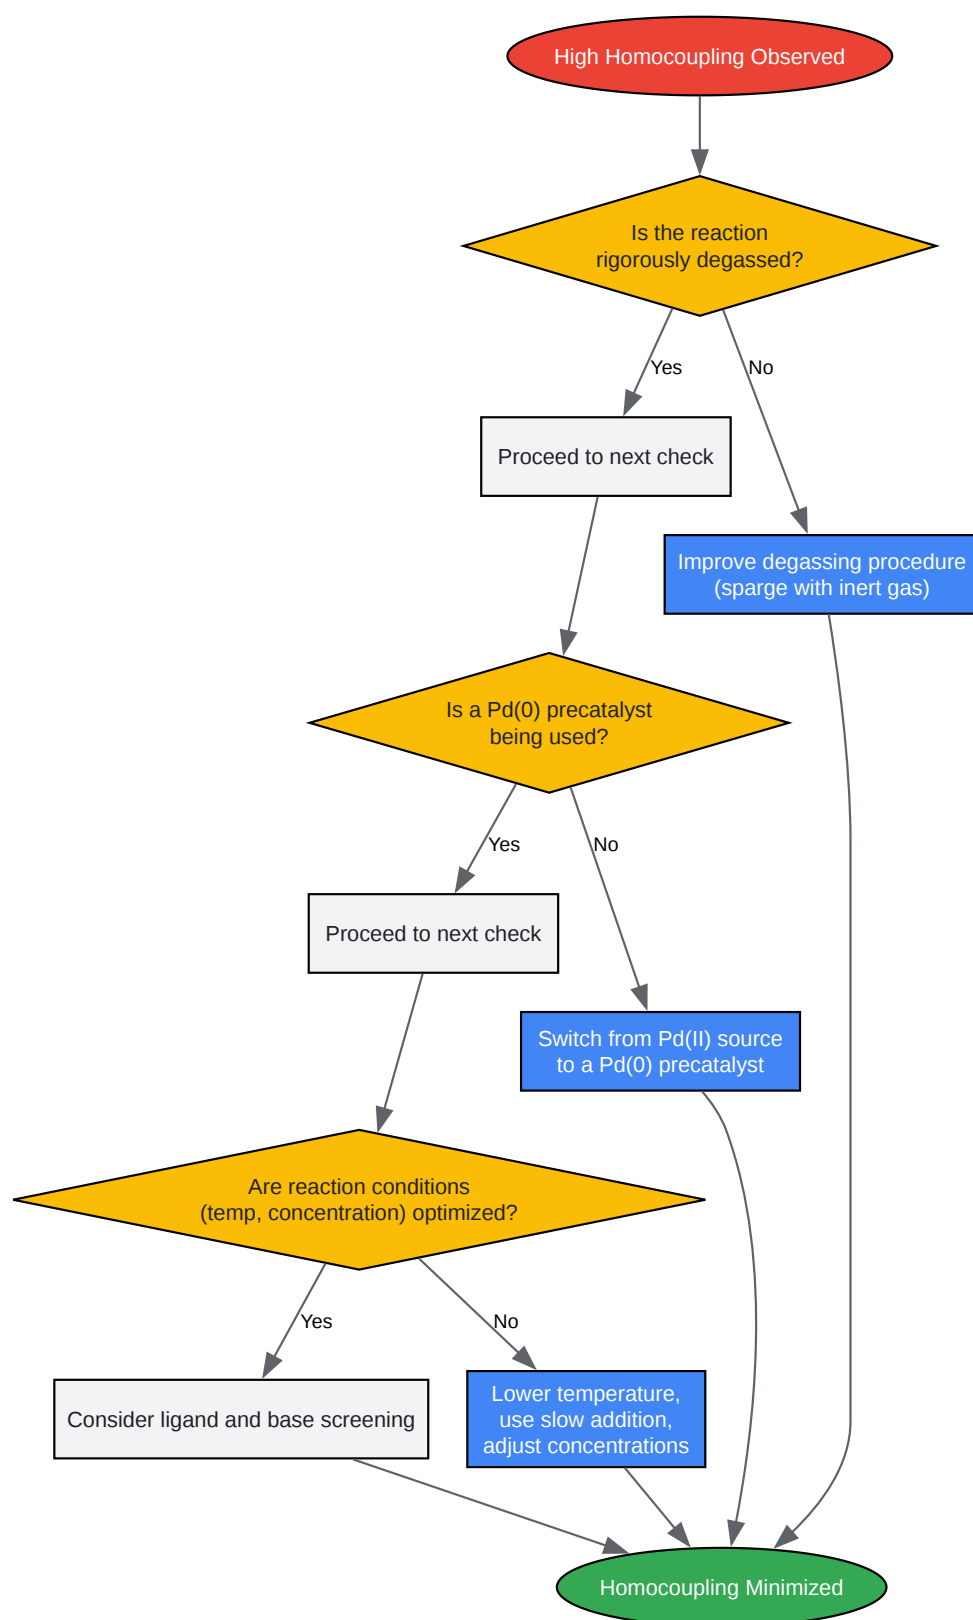 High Homocoupling Observed
Is the reaction
rigorously degassed?
Yes
No
Proceed to next check
Improve degassing procedure
(sparge with inert gas)
Is a Pd(0) precatalyst
being used?
Yes
No
Proceed to next check
Switch from Pd(II) source
to a Pd(0) precatalyst
Are reaction conditions
(temp, concentration) optimized?
Yes
No
Consider ligand and base screening
Lower temperature,
use slow addition,
adjust concentrations
Homocoupling Minimized